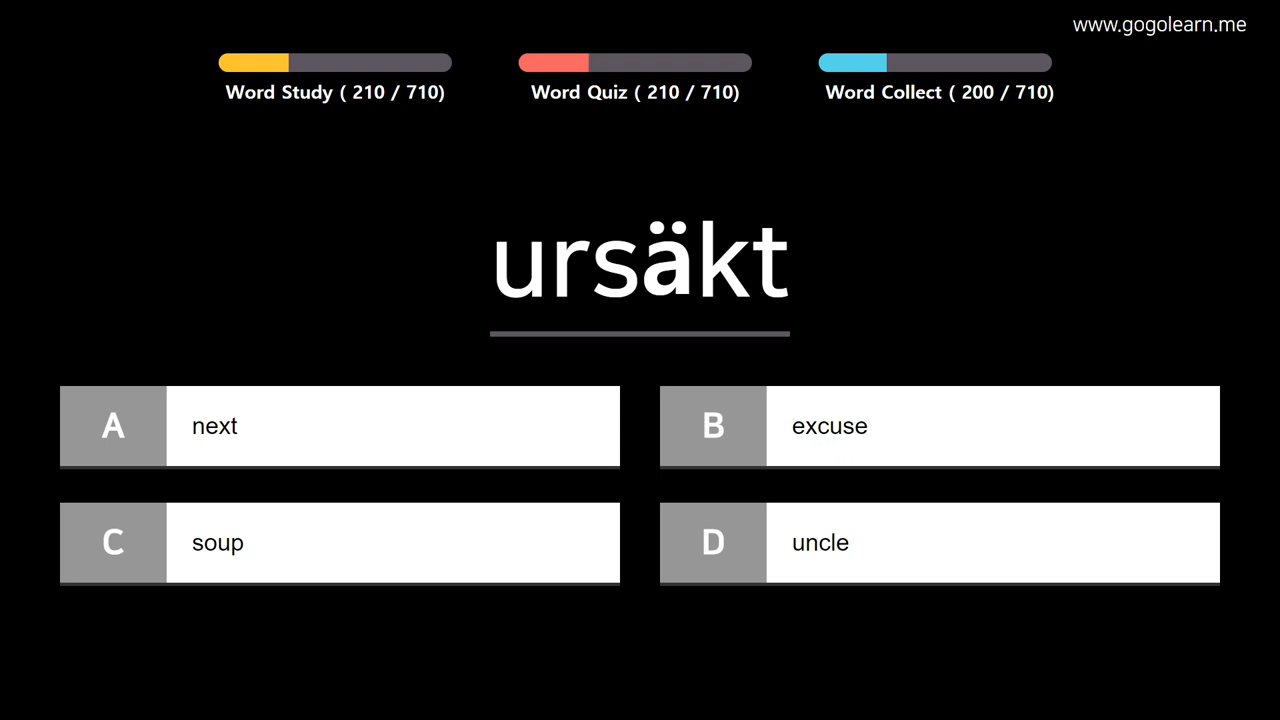 www.gogolearn.me
Word Study ( 210 / 710)
Word Quiz ( 210 / 710)
Word Collect ( 200 / 710)
ursäkt
A next
B excuse
C soup
D uncle